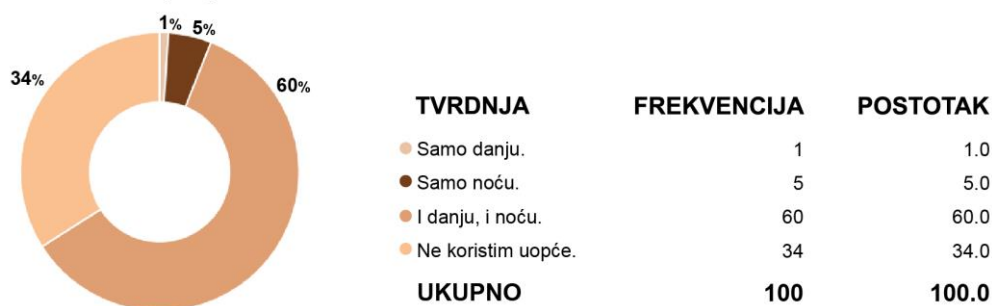 1% 5%
34%
60%
TVRDNJA FREKVENCIJA POSTOTAK
Samo danju. 1 1.0
Samo noću. 5 5.0
I danju, i noću. 60 60.0
Ne koristim uopće. 34 34.0
UKUPNO 100 100.0